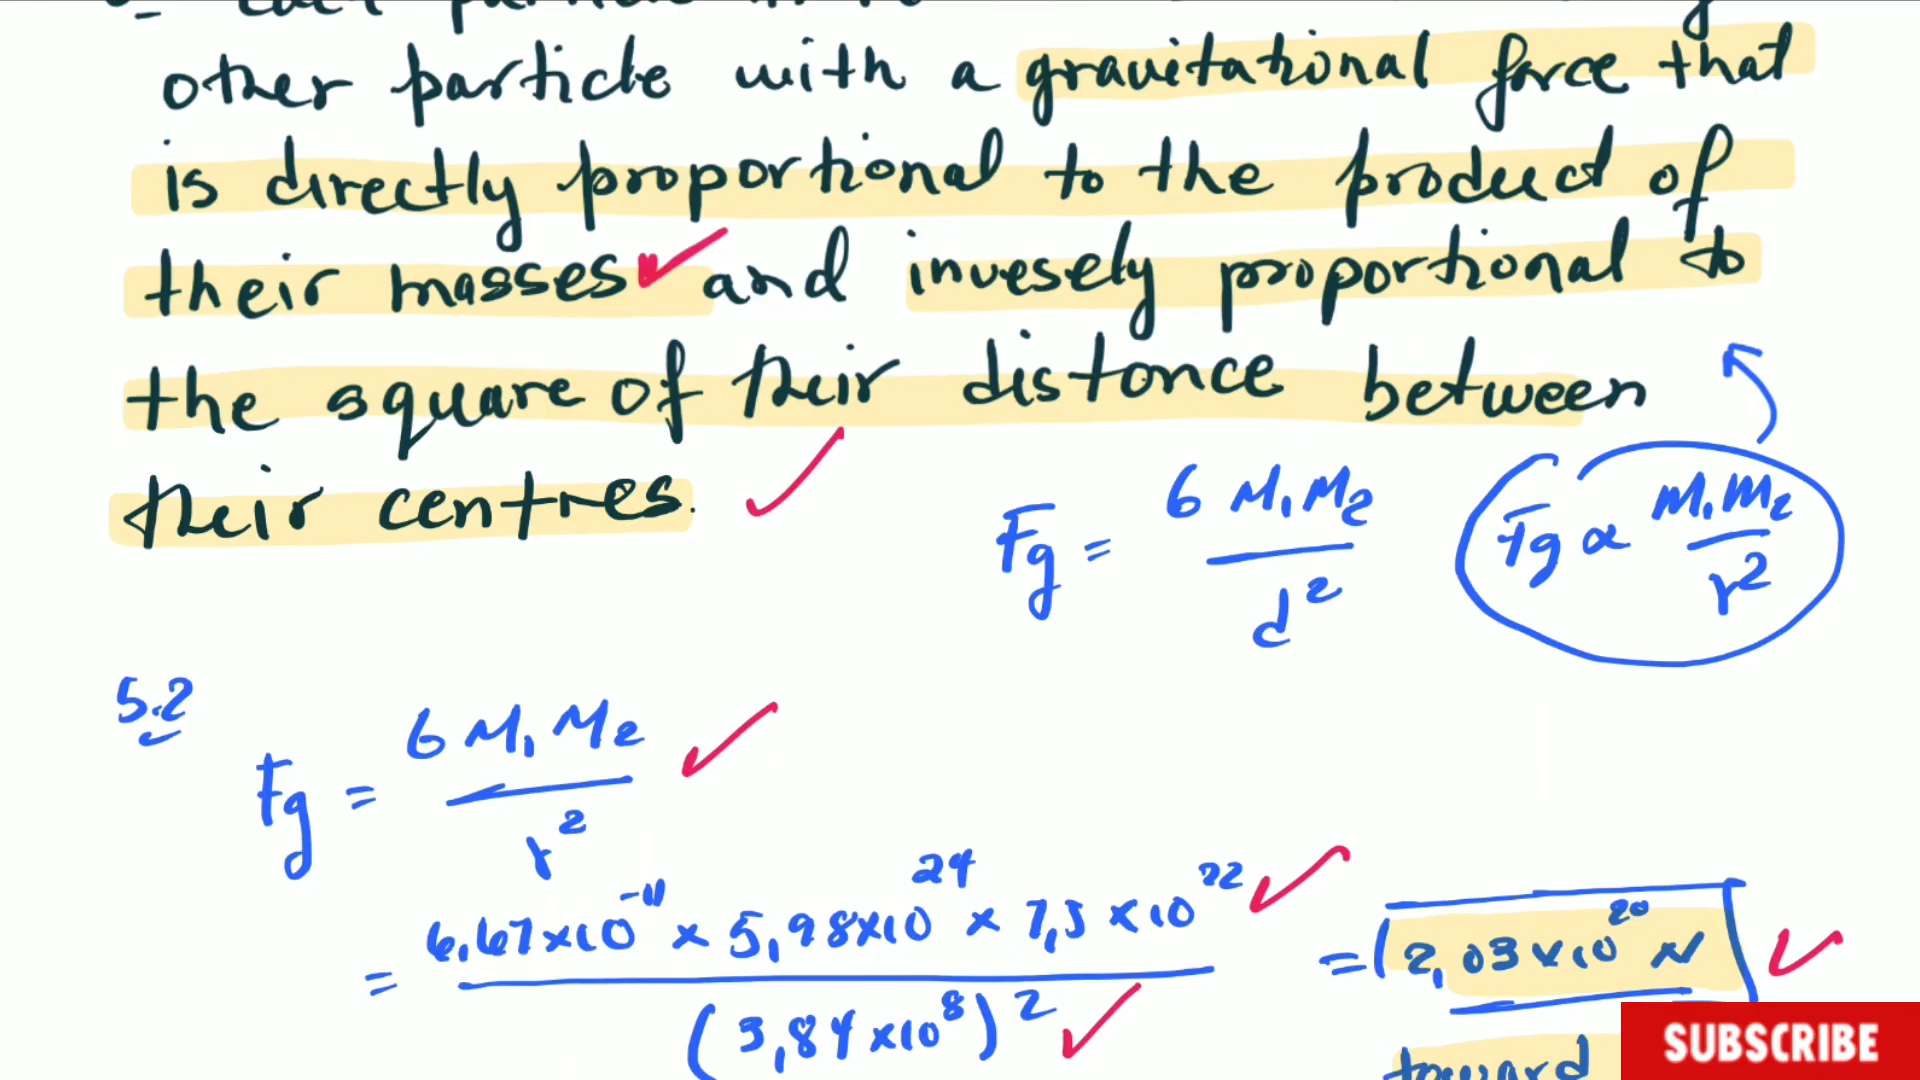 other particle with a gravitational force that
is directly proportional to the product of
their masses and invesely proportional to
the square of their distance between
their centres.
Fg = G M₁M₂ / d²
Fg ∝ M₁M₂ / r²
5.2
Fg = G M₁M₂ / r²
= 6,67×10⁻¹¹ × 5,98×10²⁴ × 7,3×10²² / (3,84×10⁸)² = 2,03×10²⁰ N
toward
SUBSCRIBE